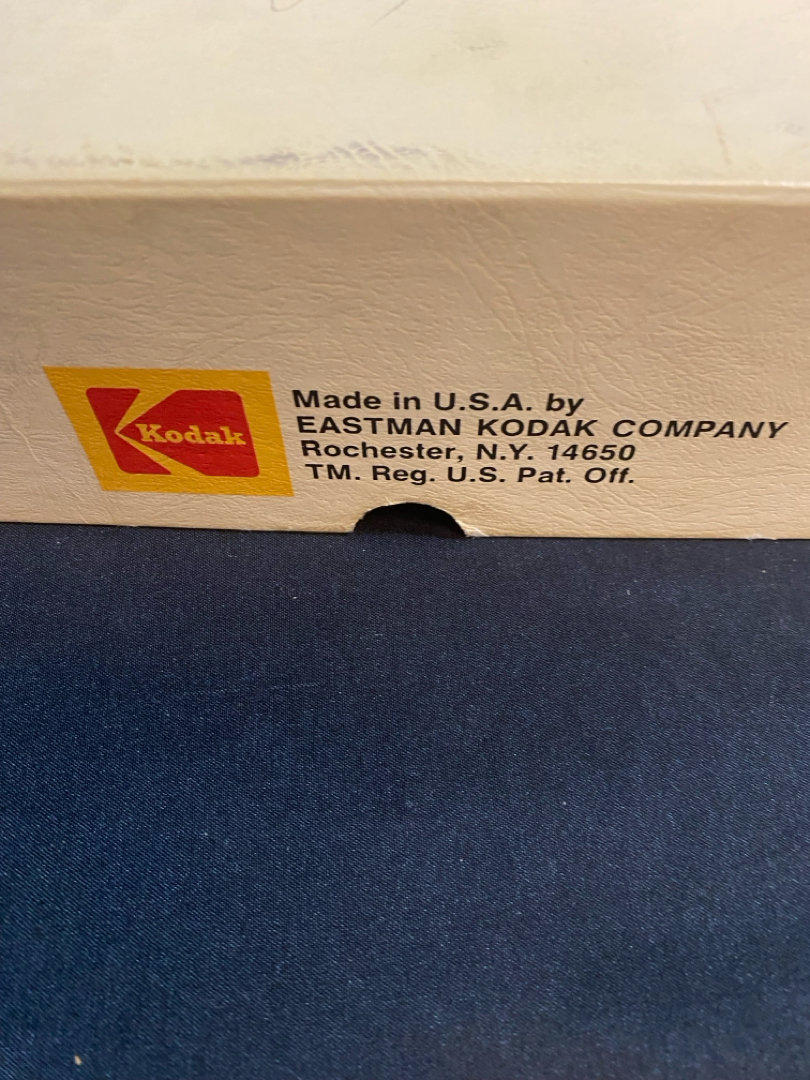 Kodak
Made in U.S.A. by
EASTMAN KODAK COMPANY
Rochester, N.Y. 14650
TM. Reg. U.S. Pat. Off.